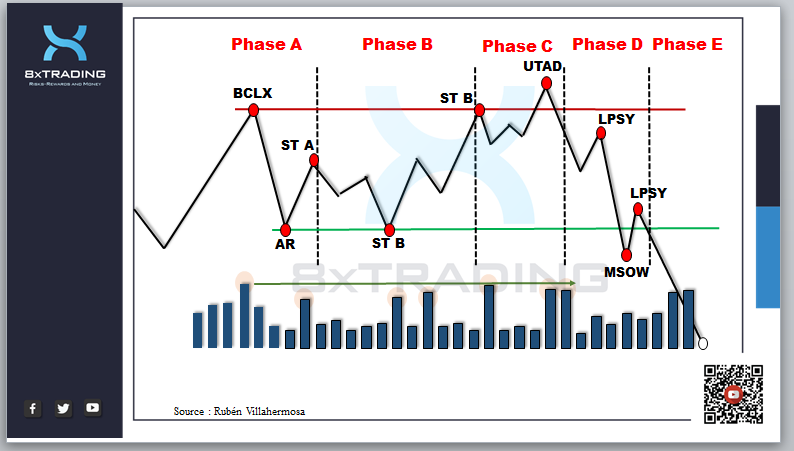 8xTRADING
RISKS-REWARDS AND MONEY
Phase A
Phase B
Phase C
Phase D
Phase E
BCLX
ST A
AR
ST B
ST B
UTAD
LPSY
LPSY
MSOW
8xTRADING
Source : Rubén Villahermosa